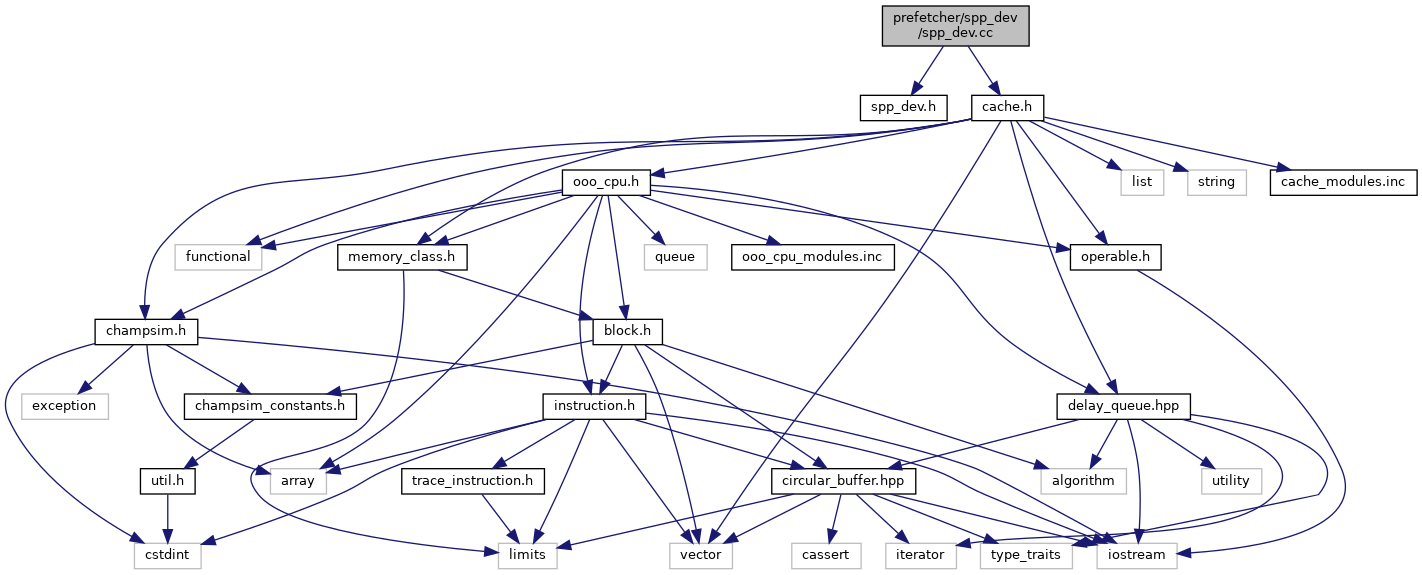 prefetcher/spp_dev
/spp_dev.cc
spp_dev.h
cache.h
ooo_cpu.h
list
string
cache_modules.inc
functional
memory_class.h
queue
ooo_cpu_modules.inc
operable.h
champsim.h
block.h
exception
champsim_constants.h
instruction.h
delay_queue.hpp
util.h
array
trace_instruction.h
circular_buffer.hpp
algorithm
utility
cstdint
limits
vector
cassert
iterator
type_traits
iostream